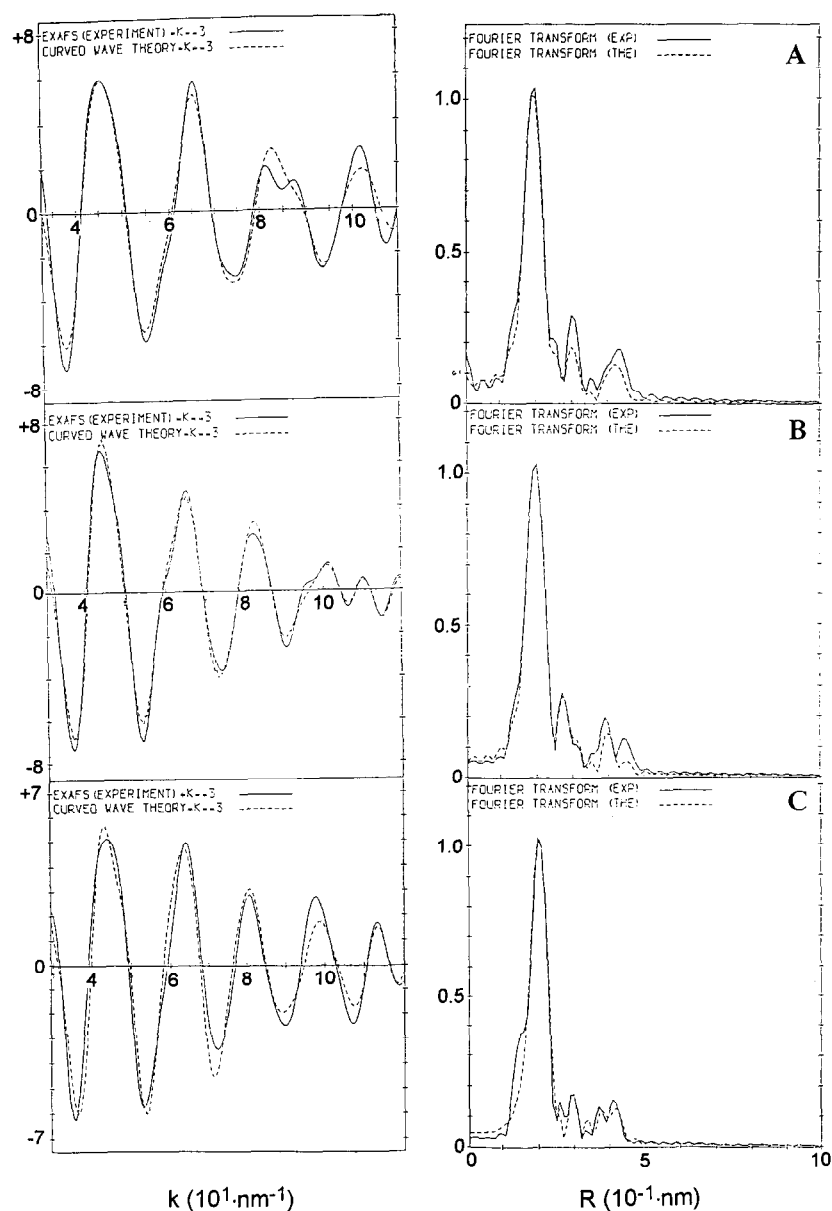 +8
EXAFS (EXPERIMENT) *K**3
CURVED WAVE THEORY*K**3
0
4
6
8
10
-8
FOURIER TRANSFORM (EXP)
FOURIER TRANSFORM (THE)
A
1.0
0.5
0
+8
EXAFS (EXPERIMENT) *K**3
CURVED WAVE THEORY*K**3
0
4
6
8
10
-8
FOURIER TRANSFORM (EXP)
FOURIER TRANSFORM (THE)
B
1.0
0.5
0
+7
EXAFS (EXPERIMENT) *K**3
CURVED WAVE THEORY*K**3
0
4
6
8
10
-7
k (10¹·nm⁻¹)
FOURIER TRANSFORM (EXP)
FOURIER TRANSFORM (THE)
C
1.0
0.5
0
0
5
10
R (10⁻¹·nm)